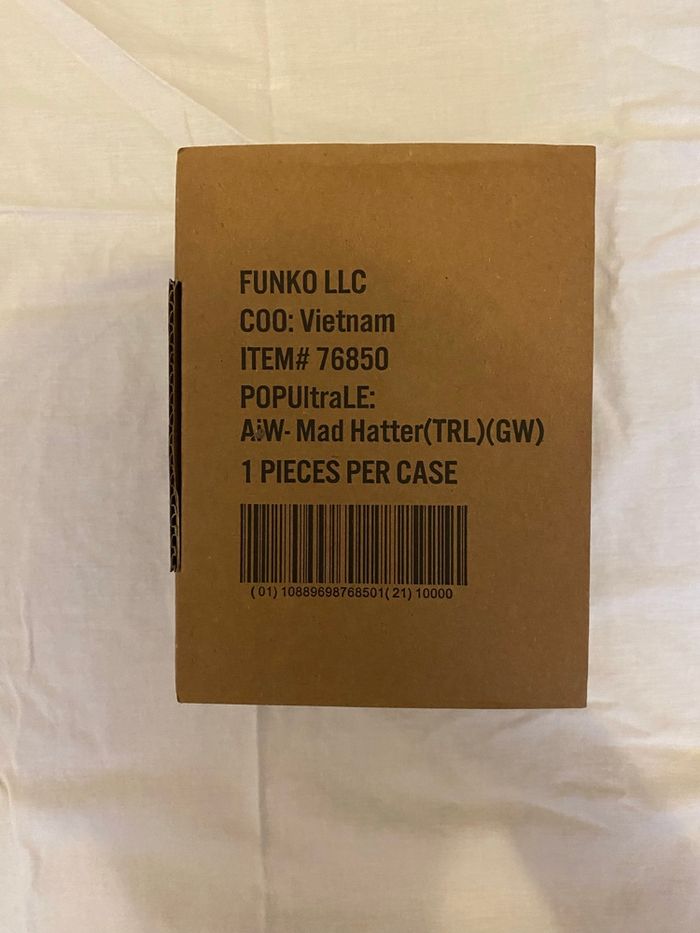 FUNKO LLC
COO: Vietnam
ITEM# 76850
POPUltraLE:
AiW- Mad Hatter(TRL)(GW)
1 PIECES PER CASE
( 01) 10889698768501( 21) 10000